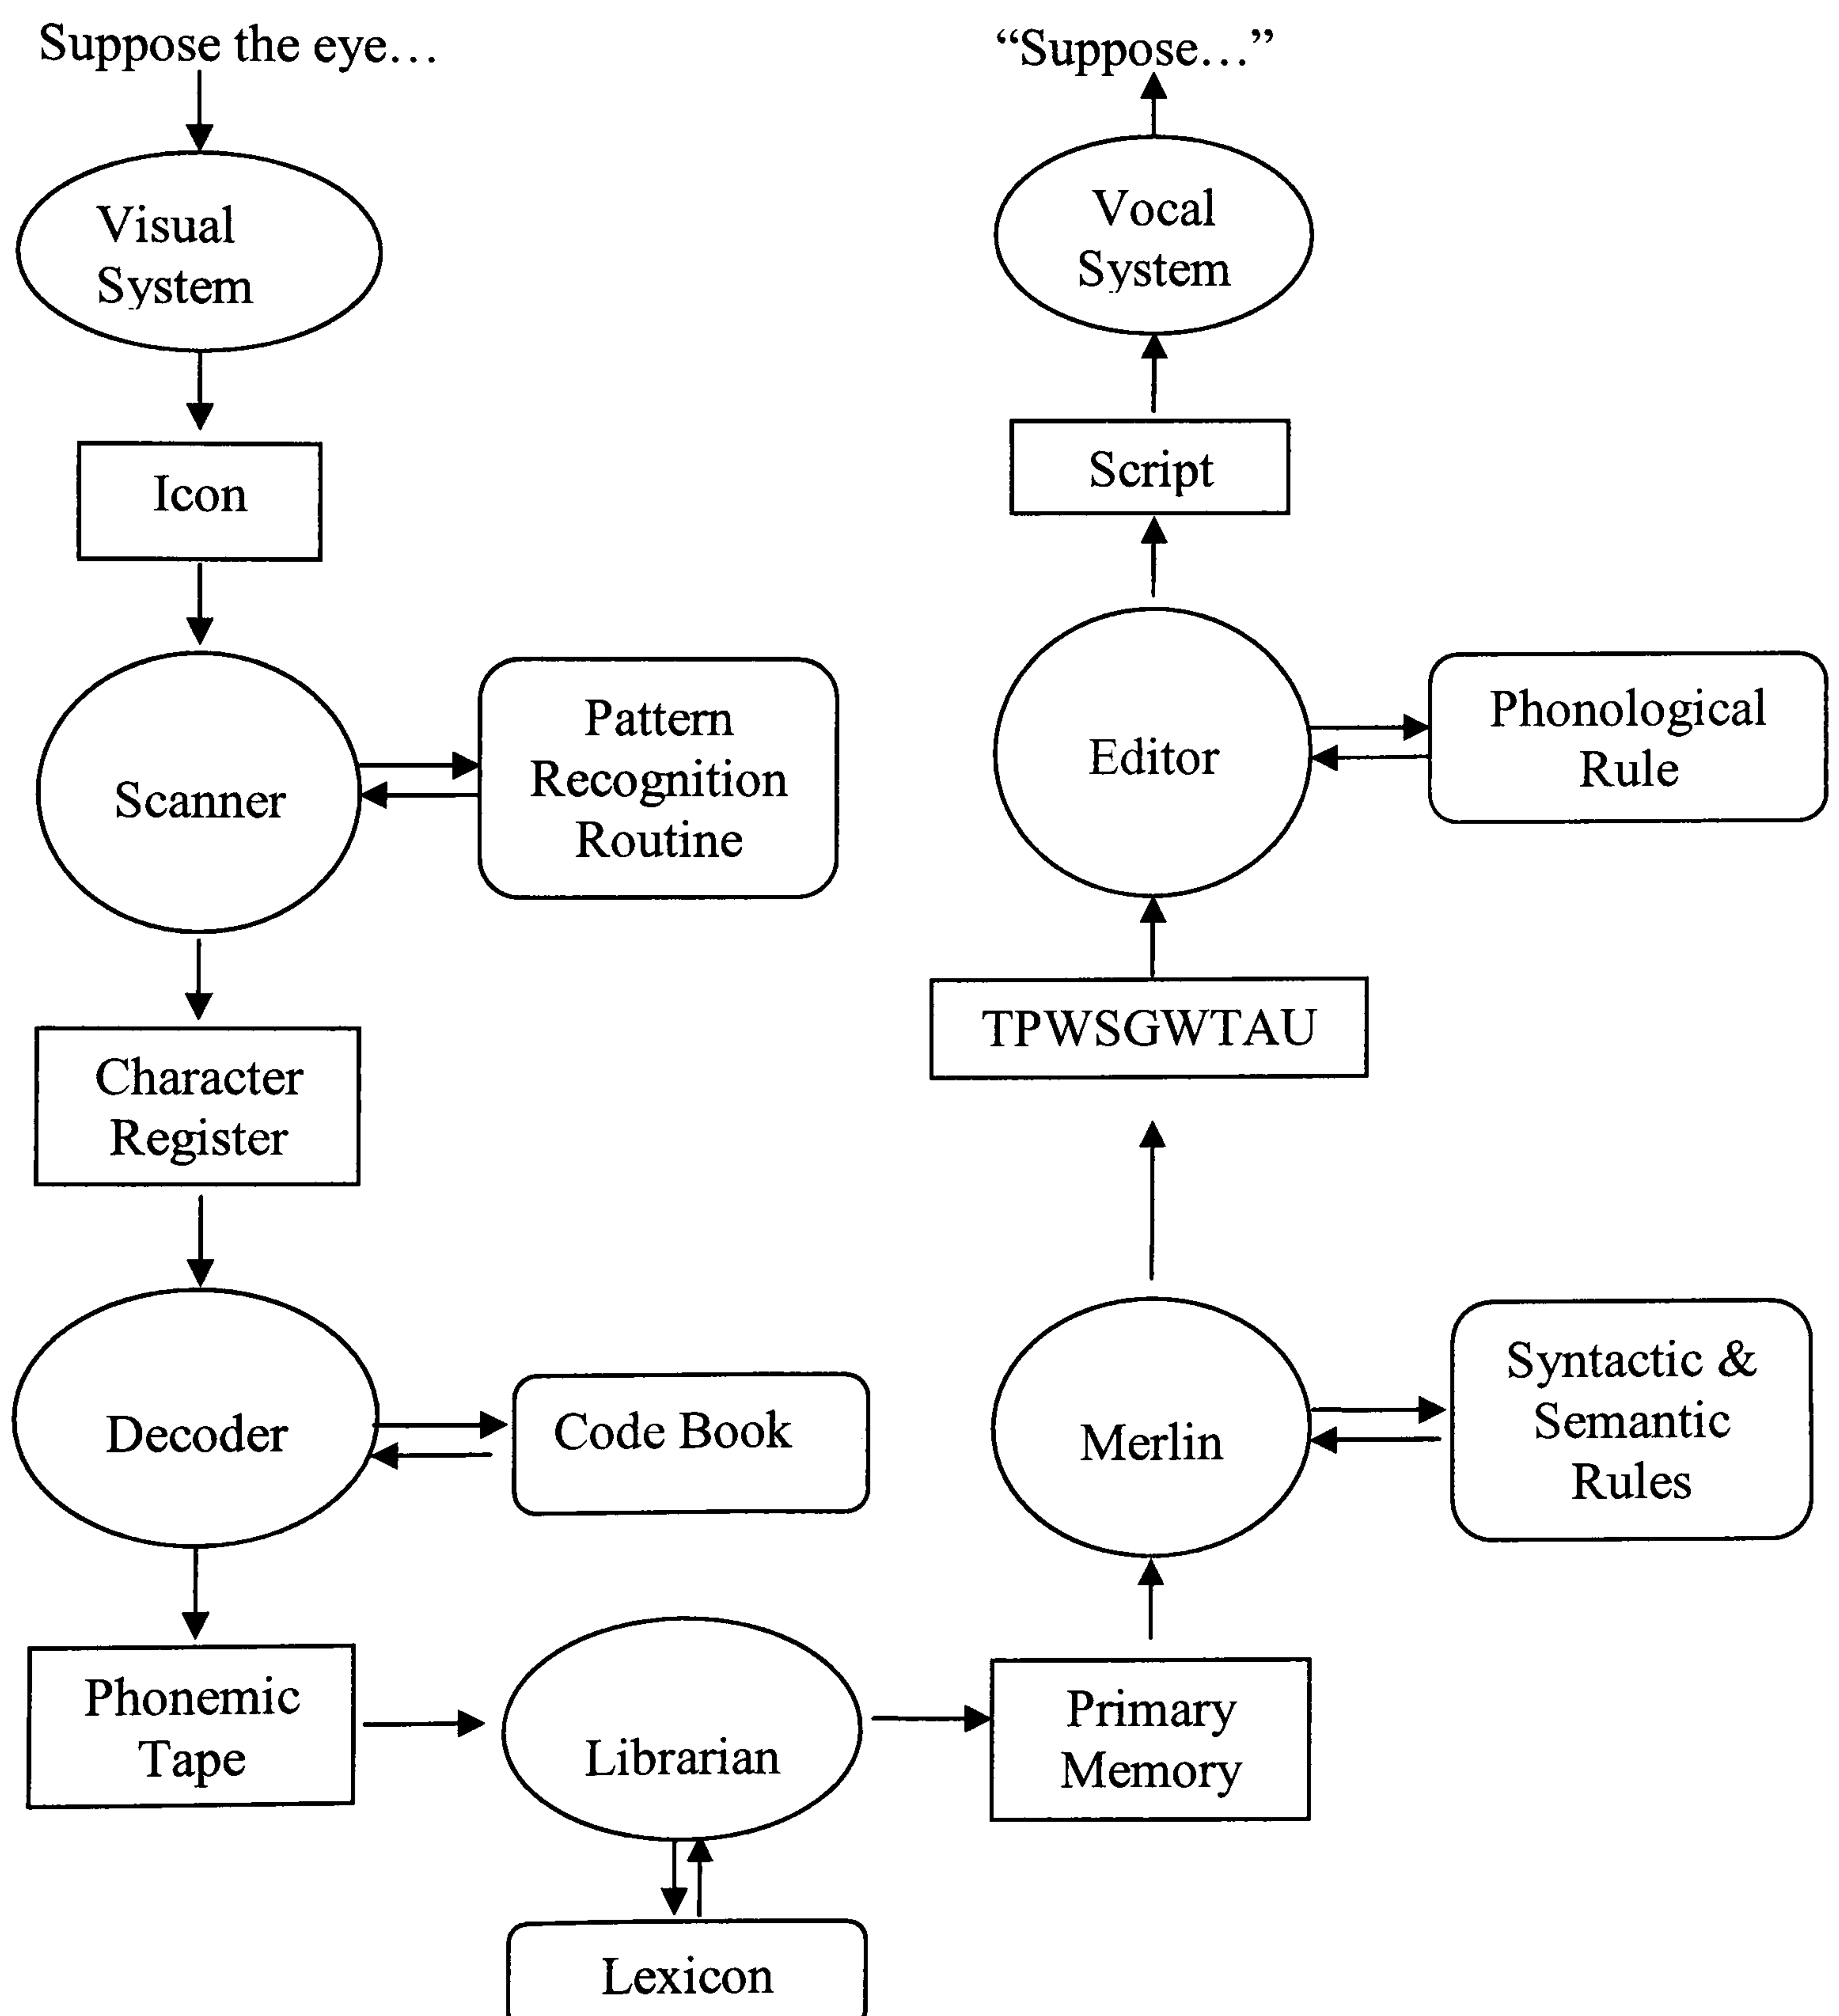 Suppose the eye…
Visual
System
Icon
Scanner
Pattern
Recognition
Routine
Character
Register
Decoder
Code Book
Phonemic
Tape
Librarian
Lexicon
Primary
Memory
Merlin
Syntactic &
Semantic
Rules
TPWSGWTAU
Editor
Phonological
Rule
Script
Vocal
System
“Suppose…”